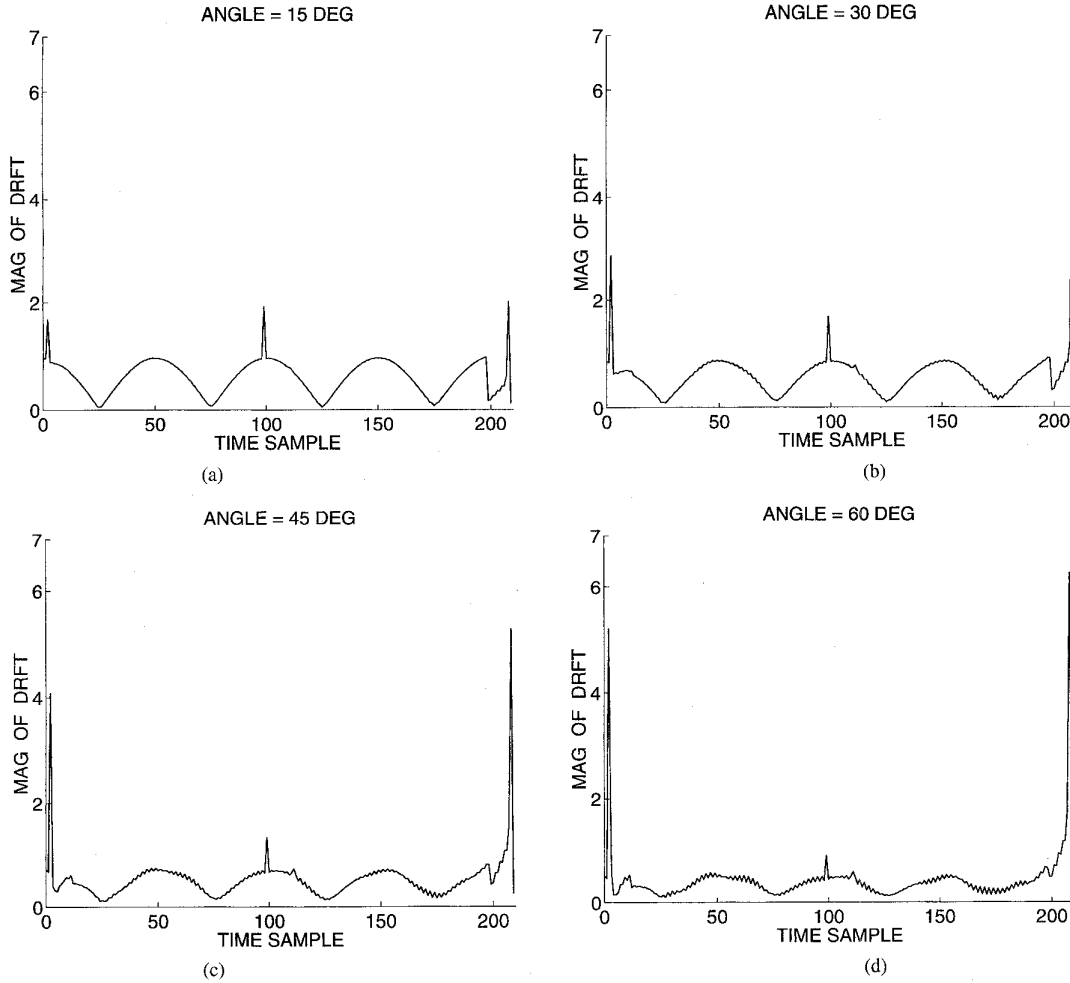 ANGLE = 15 DEG
7
6
4
2
0
MAG OF DRFT
0 50 100 150 200
TIME SAMPLE
(a)
ANGLE = 30 DEG
7
6
4
2
0
MAG OF DRFT
0 50 100 150 200
TIME SAMPLE
(b)
ANGLE = 45 DEG
7
6
4
2
0
MAG OF DRFT
0 50 100 150 200
TIME SAMPLE
(c)
ANGLE = 60 DEG
7
6
4
2
0
MAG OF DRFT
0 50 100 150 200
TIME SAMPLE
(d)